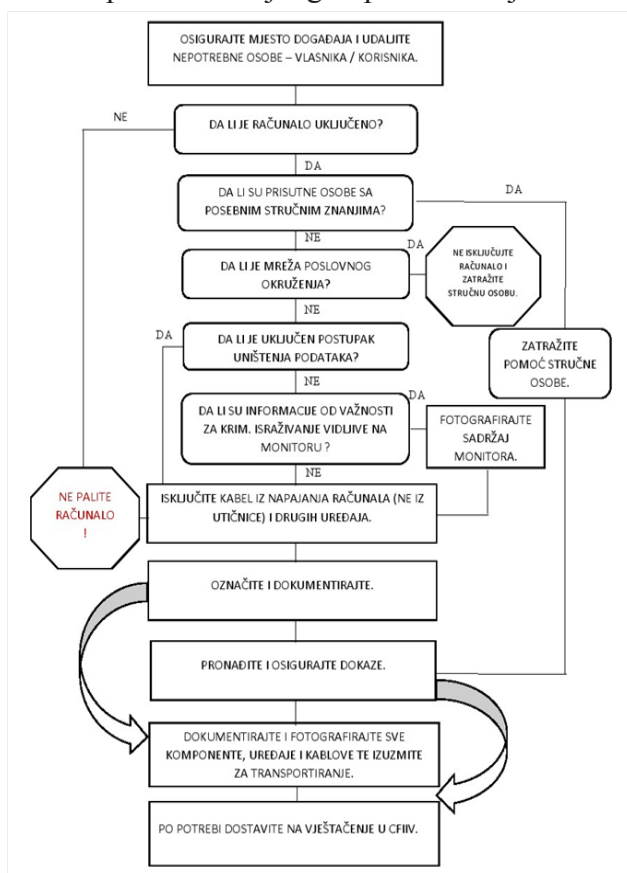 OSIGURAJTE MJESTO DOGAĐAJA I UDALJITE
NEPOTREBNE OSOBE – VLASNIKA / KORISNIKA.
NE
DA LI JE RAČUNALO UKLJUČENO?
DA
DA LI SU PRISUTNE OSOBE SA
POSEBNIM STRUČNIM ZNANJIMA?
DA
NE
DA LI JE MREŽA POSLOVNOG
OKRUŽENJA?
DA
NE ISKLJUČUJTE
RAČUNALO I
ZATRAŽITE
STRUČNU OSOBU.
NE
DA
DA LI JE UKLJUČEN POSTUPAK
UNIŠTENJA PODATAKA?
ZATRAŽITE
POMOĆ STRUČNE
OSOBE.
NE
DA LI SU INFORMACIJE OD VAŽNOSTI
ZA KRIM. ISRAŽIVANJE VIDLJIVE NA
MONITORU ?
DA
FOTOGRAFIRAJTE
SADRŽAJ
MONITORA.
NE
NE PALITE
RAČUNALO
!
ISKLJUČITE KABEL IZ NAPAJANJA RAČUNALA (NE IZ
UTIČNICE) I DRUGIH UREĐAJA.
OZNAČITE I DOKUMENTIRAJTE.
PRONAĐITE I OSIGURAJTE DOKAZE.
DOKUMENTIRAJTE I FOTOGRAFIRAJTE SVE
KOMPONENTE, UREĐAJE I KABLOVE TE IZUZMITE
ZA TRANSPORTIRANJE.
PO POTREBI DOSTAVITE NA VJEŠTAČENJE U CFIIV.